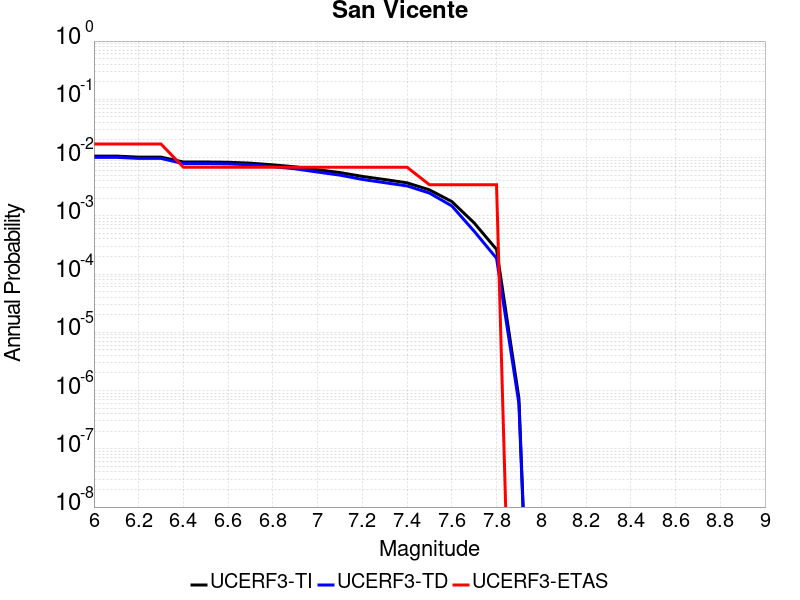 San Vicente
10 0
10 -1
10 -2
10 -3
10 -4
10 -5
10 -6
10 -7
10 -8
Annual Probability
6 6.2 6.4 6.6 6.8 7 7.2 7.4 7.6 7.8 8 8.2 8.4 8.6 8.8 9
Magnitude
UCERF3-TI UCERF3-TD UCERF3-ETAS